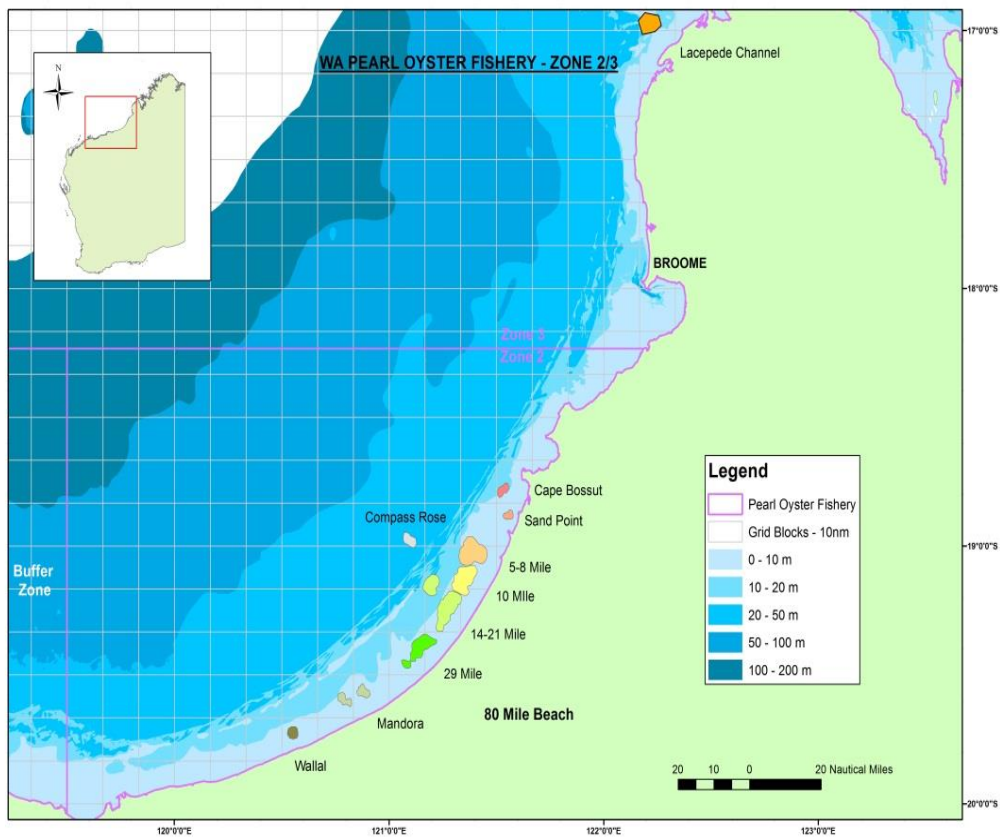 WA PEARL OYSTER FISHERY - ZONE 2/3
N
Lacepede Channel
17°0'0"S
BROOME
18°0'0"S
Zone 3
Zone 2
Cape Bossut
Compass Rose
Sand Point
19°0'0"S
5-8 Mile
Buffer
Zone
10 MIle
14-21 Mile
29 Mile
80 Mile Beach
Mandora
Wallal
Legend
Pearl Oyster Fishery
Grid Blocks - 10nm
0 - 10 m
10 - 20 m
20 - 50 m
50 - 100 m
100 - 200 m
20 10 0 20 Nautical Miles
20°0'0"S
120°0'0"E
121°0'0"E
122°0'0"E
123°0'0"E